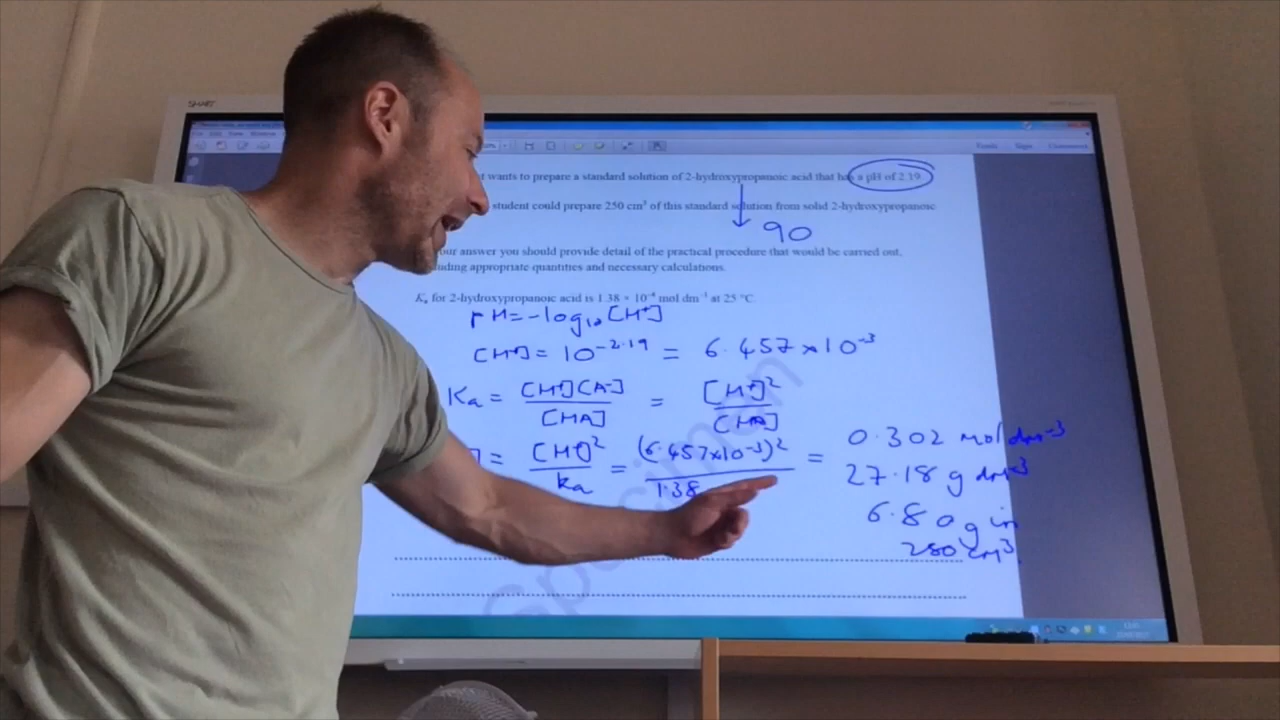 SMART
wants to prepare a standard solution of 2-hydroxypropanoic acid that has a pH of 2.19
student could prepare 250 cm³ of this standard solution from solid 2-hydroxypropanoic
90
our answer you should provide detail of the practical procedure that would be carried out,
appropriate quantities and necessary calculations.
Kₐ for 2-hydroxypropanoic acid is 1.38 × 10⁻⁴ mol dm⁻³ at 25 °C.
pH = -log₁₀ [H⁺]
[H⁺] = 10⁻²·¹⁹ = 6.457 x 10⁻³
Kₐ = [H⁺][A⁻] / [HA] = [H⁺]² / [HA]
= [H⁺]² / kₐ = (6.457x10⁻³)² / 1.38 = 0.302 mol dm⁻³
27.18 g dm⁻³
6.80 g in
250 cm³.
Specimen